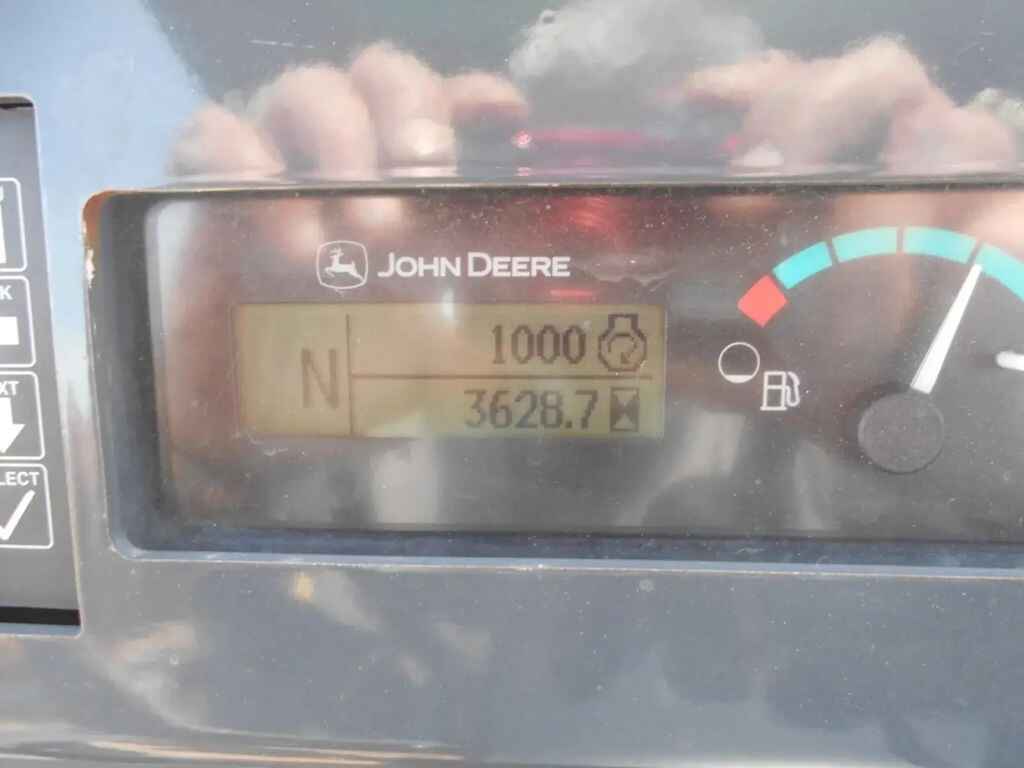 JOHN DEERE
N
1000
3628.7
K
XT
LECT